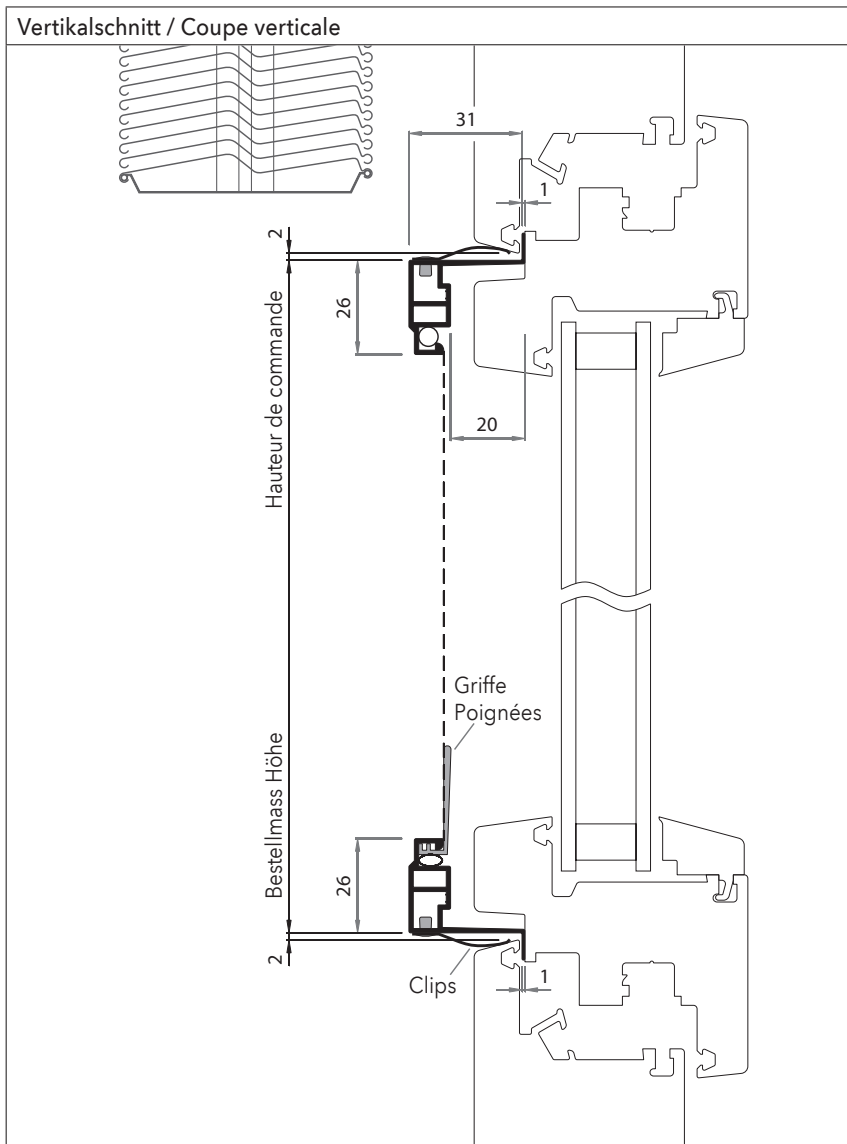 Vertikalschnitt / Coupe verticale
31
1
2
26
Hauteur de commande
20
Griffe
Poignées
Bestellmass Höhe
26
2
Clips
1